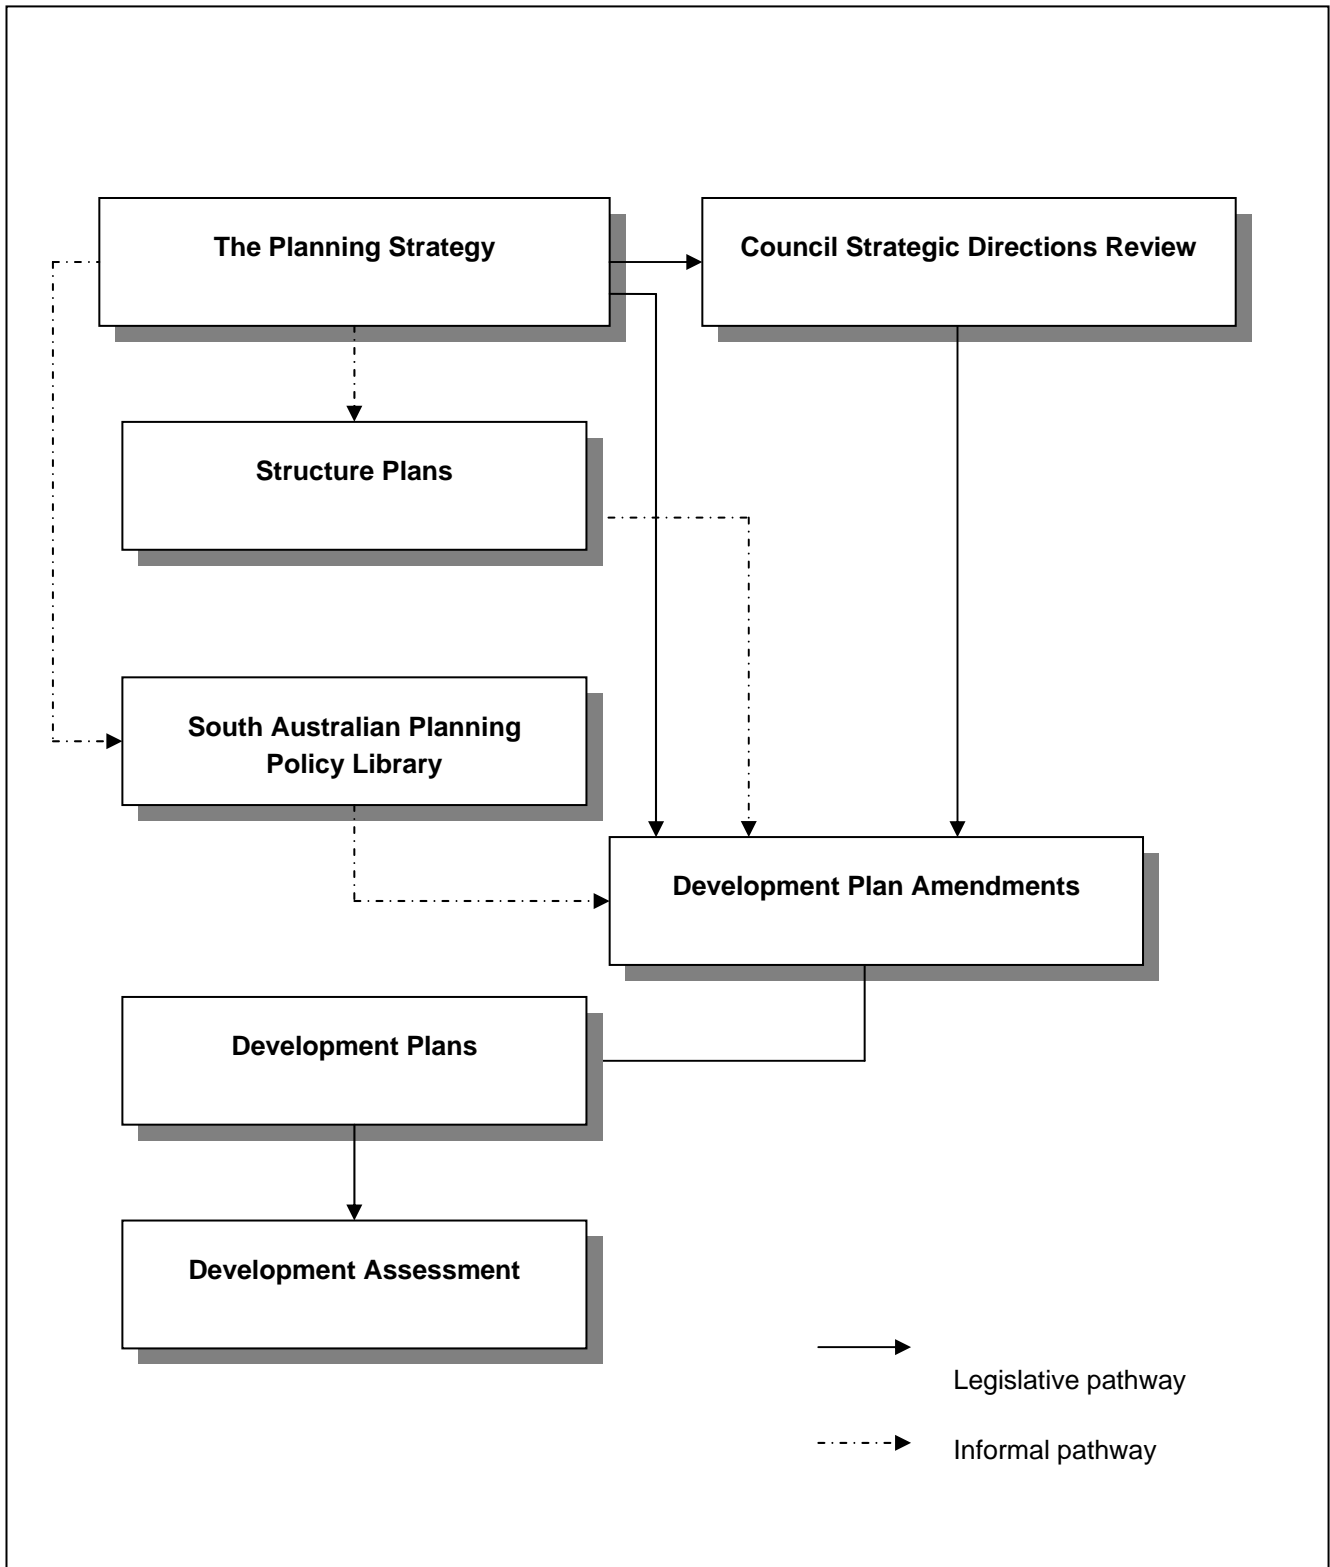 The Planning Strategy
Council Strategic Directions Review
Structure Plans
South Australian Planning
Policy Library
Development Plan Amendments
Development Plans
Development Assessment
Legislative pathway
Informal pathway